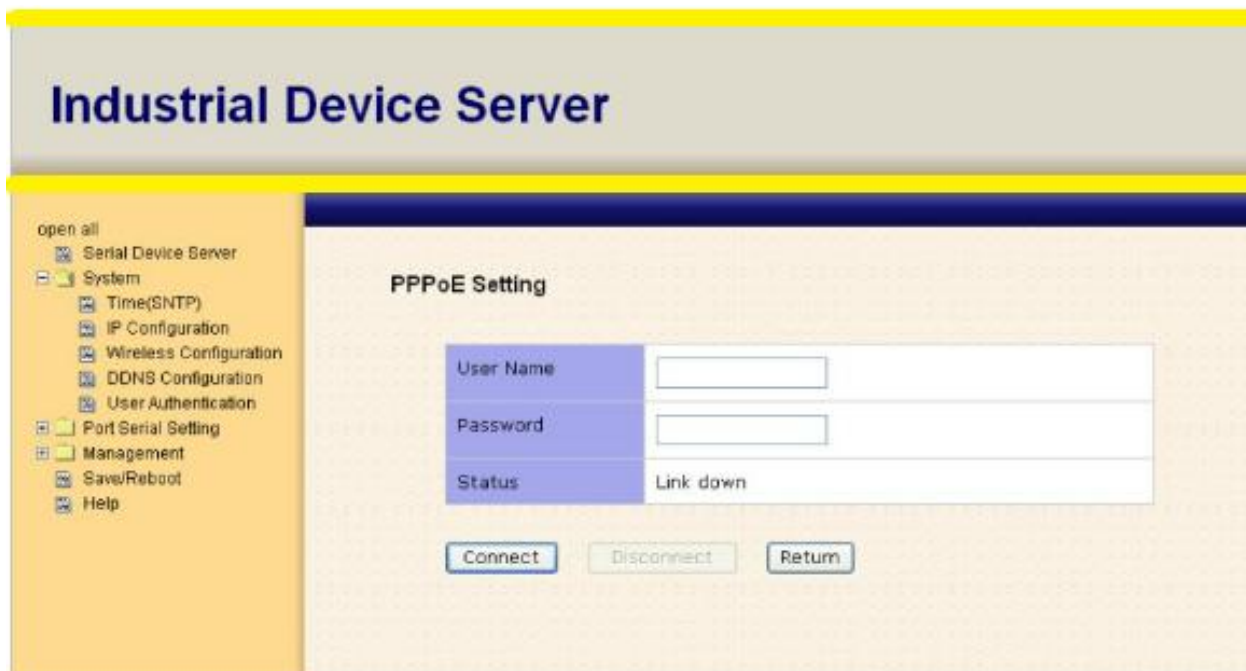 Industrial Device Server
open all
Serial Device Server
System
Time(SNTP)
IP Configuration
Wireless Configuration
DDNS Configuration
User Authentication
Port Serial Setting
Management
Save/Reboot
Help
PPPoE Setting
User Name
Password
Status Link down
Connect Disconnect Return